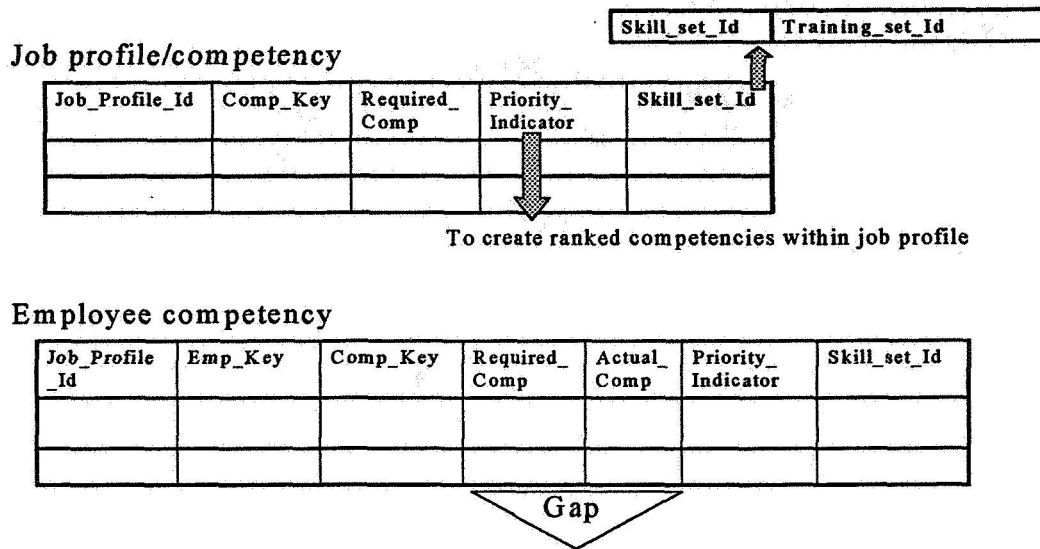 Skill_set_Id Training_set_Id
Job profile/competency
Job_Profile_Id Comp_Key Required_ Priority_ Skill_set_Id
Comp Indicator
To create ranked competencies within job profile
Employee competency
Job_Profile Emp_Key Comp_Key Required_ Actual_ Priority_ Skill_set_Id
_Id Comp Comp Indicator
Gap